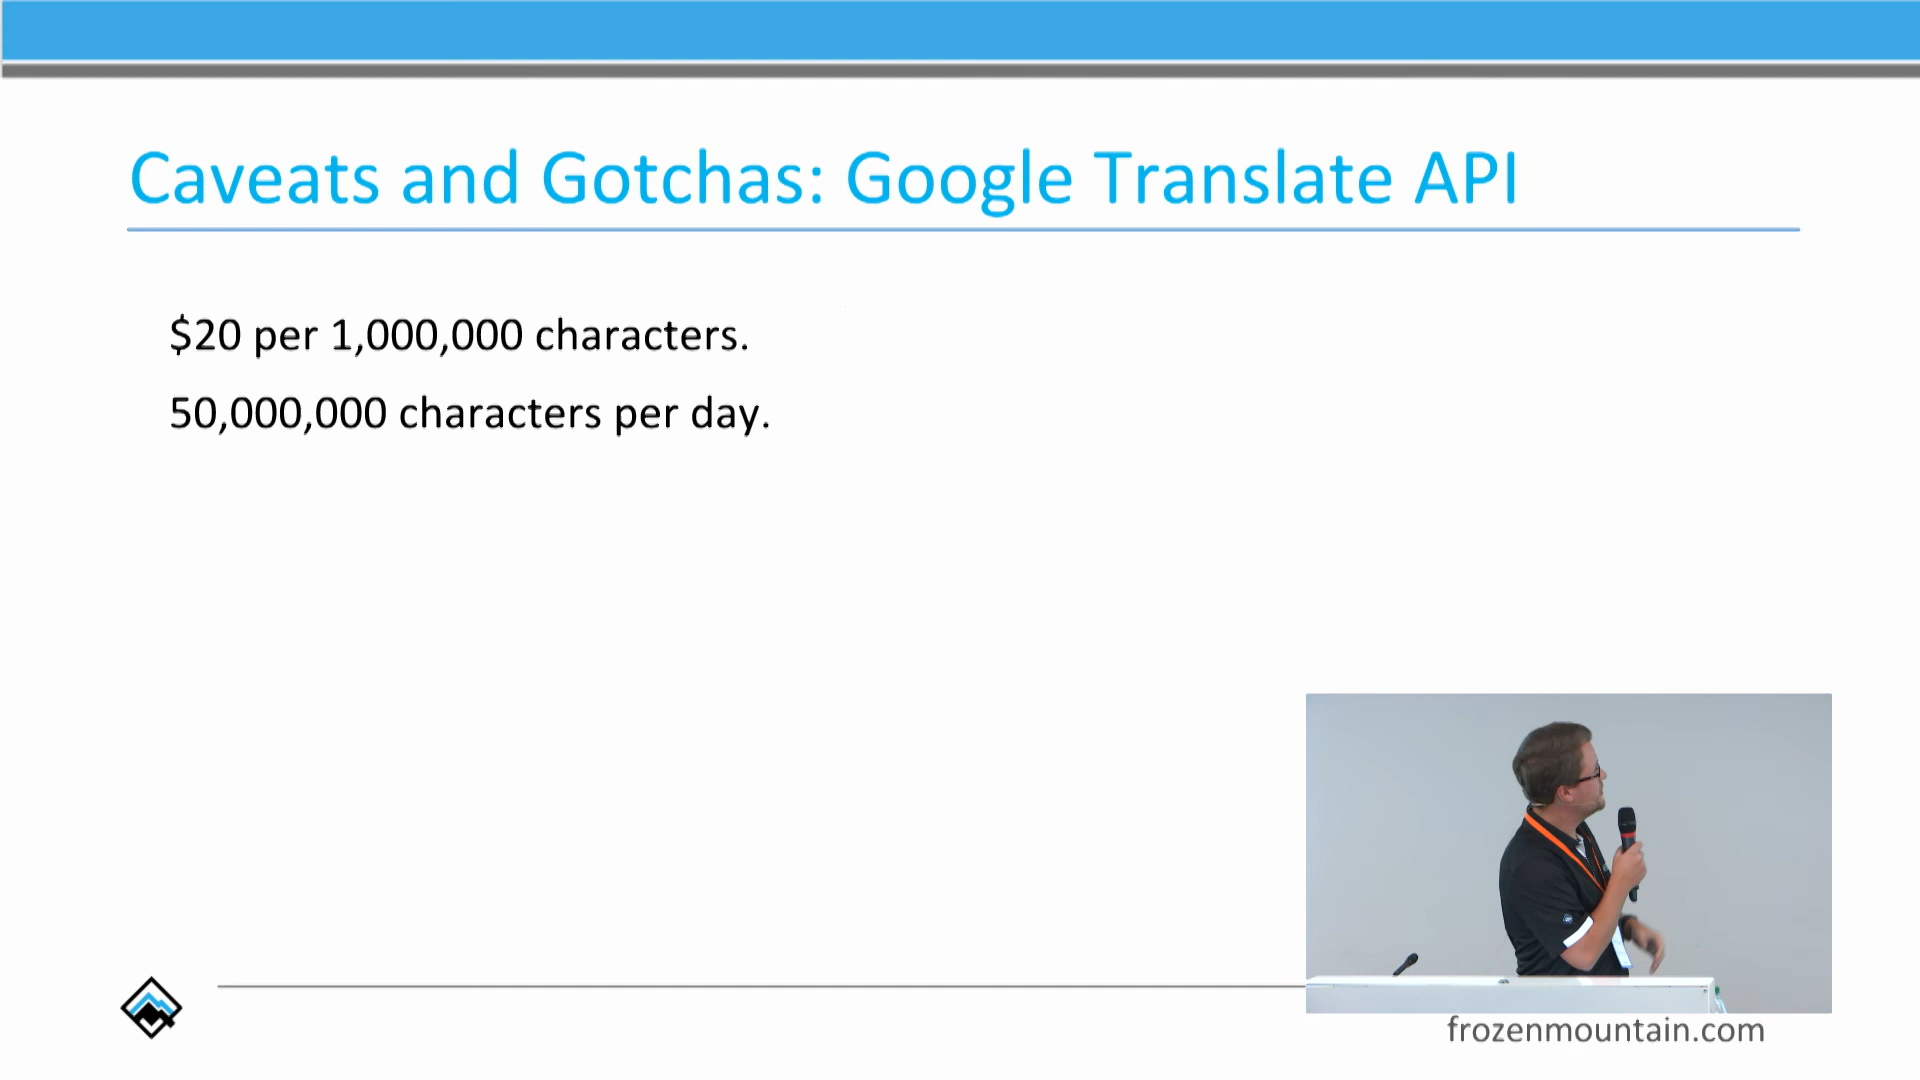 Caveats and Gotchas: Google Translate API
$20 per 1,000,000 characters.
50,000,000 characters per day.
frozenmountain.com